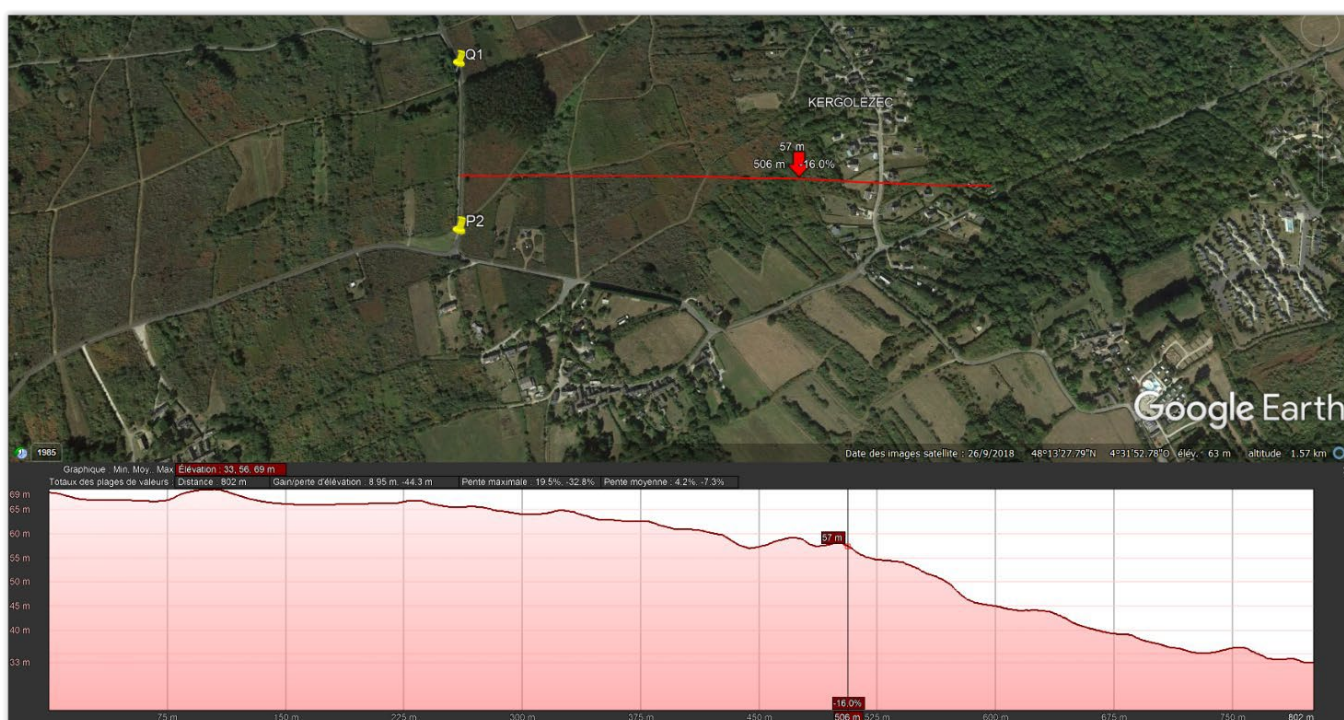 Q1
KERGOLEZEC
57 m
506 m -16.0%
P2
Google Earth
1985
Date des images satellite : 26/9/2018 48°13'27.79"N 4°31'52.78"O élév. 63 m altitude 1.57 km
Graphique : Min, Moy., Max Élévation : 33, 56, 69 m
Totaux des plages de valeurs : Distance : 802 m Gain/perte d'élévation : 8.95 m, -44.3 m Pente maximale : 19.5%, -32.8% Pente moyenne : 4.2%, -7.3%
69 m
65 m
60 m
57 m
55 m
50 m
45 m
40 m
33 m
-16.0%
75 m 150 m 225 m 300 m 375 m 450 m 506 m 525 m 600 m 675 m 750 m 802 m